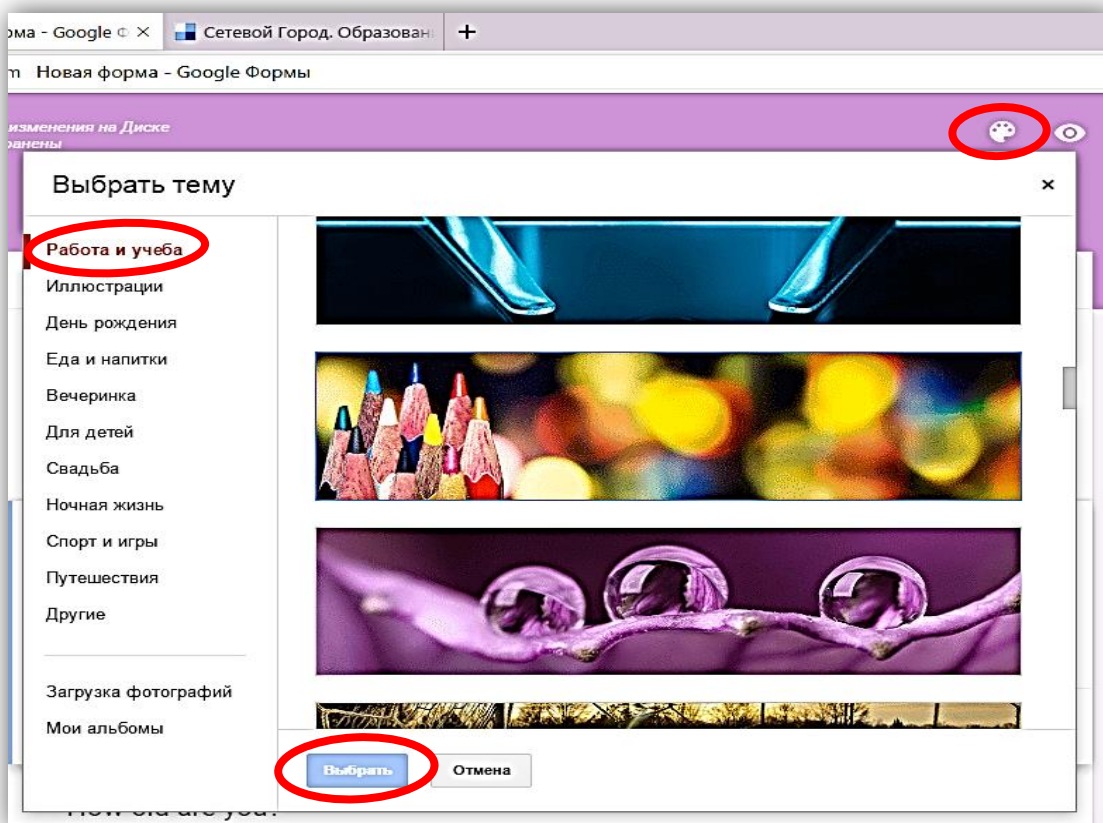 ома - Google Ф ×
Сетевой Город. Образован
+
m Новая форма - Google Формы
изменения на Диске
ранены
Выбрать тему
×
Работа и учеба
Иллюстрации
День рождения
Еда и напитки
Вечеринка
Для детей
Свадьба
Ночная жизнь
Спорт и игры
Путешествия
Другие
Загрузка фотографий
Мои альбомы
Выбрать
Отмена
How old are you?